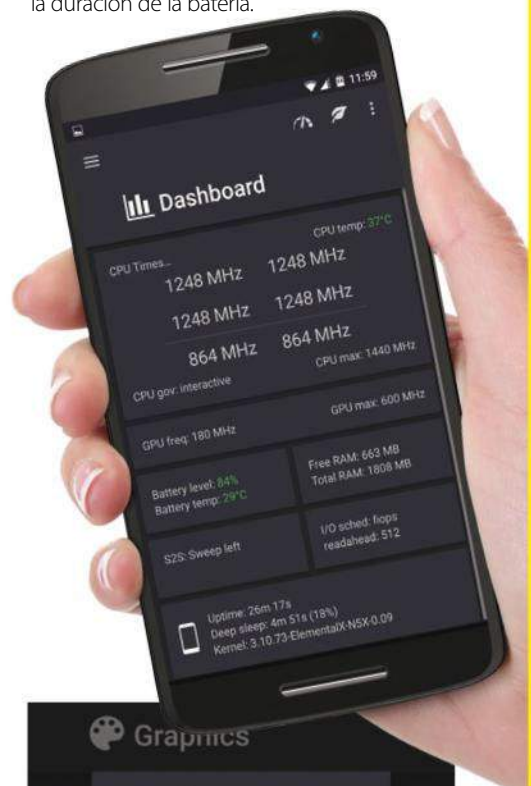 la duración de la batería.
11:59
Dashboard
CPU Times...
CPU temp: 37°C
1248 MHz 1248 MHz
1248 MHz 1248 MHz
864 MHz 864 MHz
CPU gov: interactive
CPU max: 1440 MHz
GPU freq: 180 MHz
GPU max: 600 MHz
Battery level: 84%
Battery temp: 29°C
Free RAM: 663 MB
Total RAM: 1808 MB
S2S: Sweep left
I/O sched: fiops
readahead: 512
Uptime: 26m 17s
Deep sleep: 4m 51s (18%)
Kernel: 3.10.73-ElementalX-N5X-0.09
Graphics